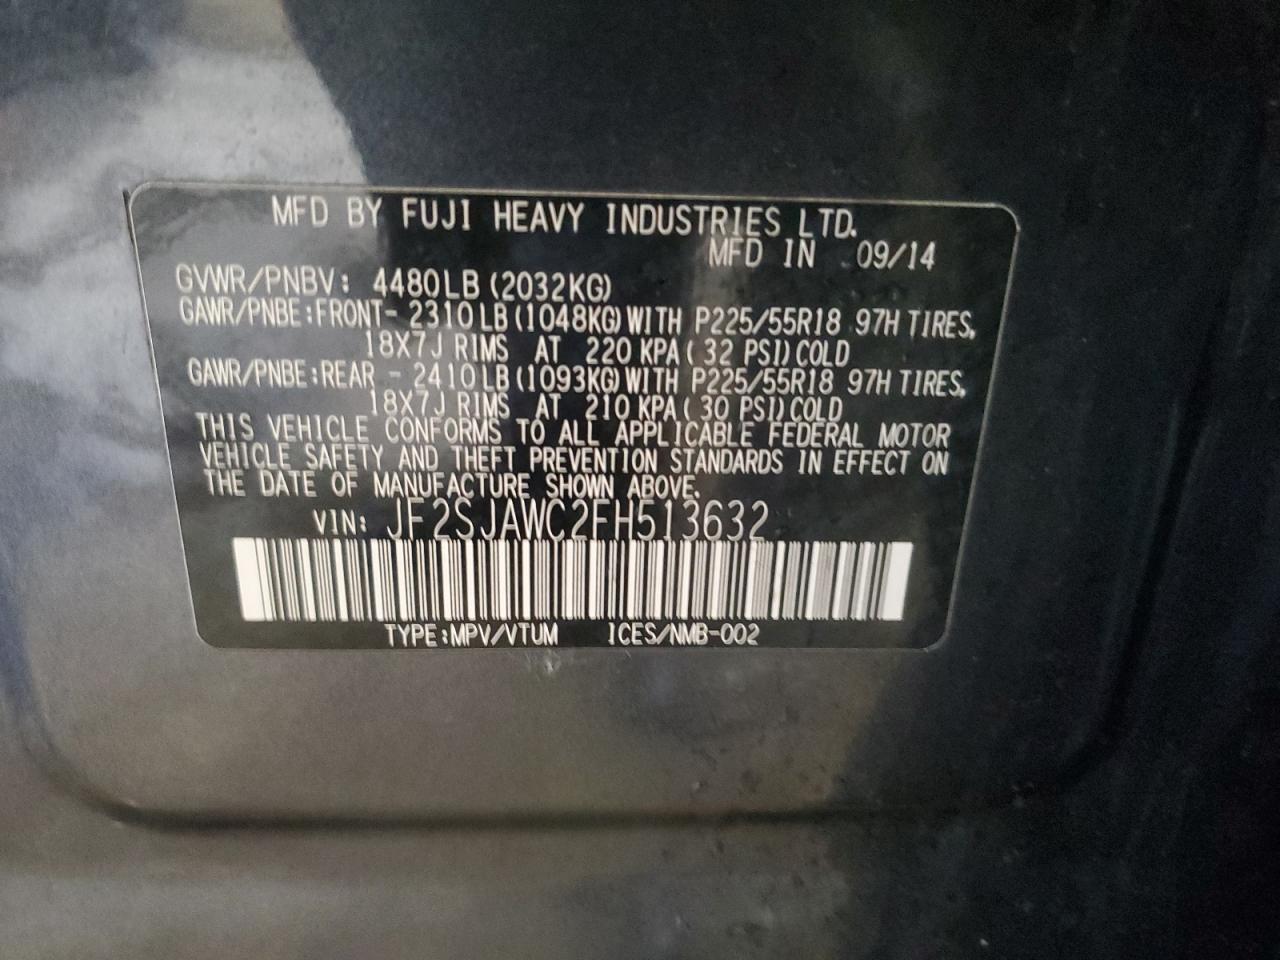 MFD BY FUJI HEAVY INDUSTRIES LTD.
MFD IN 09/14
GVWR/PNBV: 4480LB (2032KG)
GAWR/PNBE:FRONT- 2310LB (1048KG) WITH P225/55R18 97H TIRES,
18X7J RIMS AT 220 KPA( 32 PSI)COLD
GAWR/PNBE:REAR - 2410LB (1093KG) WITH P225/55R18 97H TIRES,
18X7J RIMS AT 210 KPA( 30 PSI)COLD
THIS VEHICLE CONFORMS TO ALL APPLICABLE FEDERAL MOTOR
VEHICLE SAFETY AND THEFT PREVENTION STANDARDS IN EFFECT ON
THE DATE OF MANUFACTURE SHOWN ABOVE.
VIN: JF2SJAWC2FH513632
TYPE:MPV/VTUM ICES/NMB-002